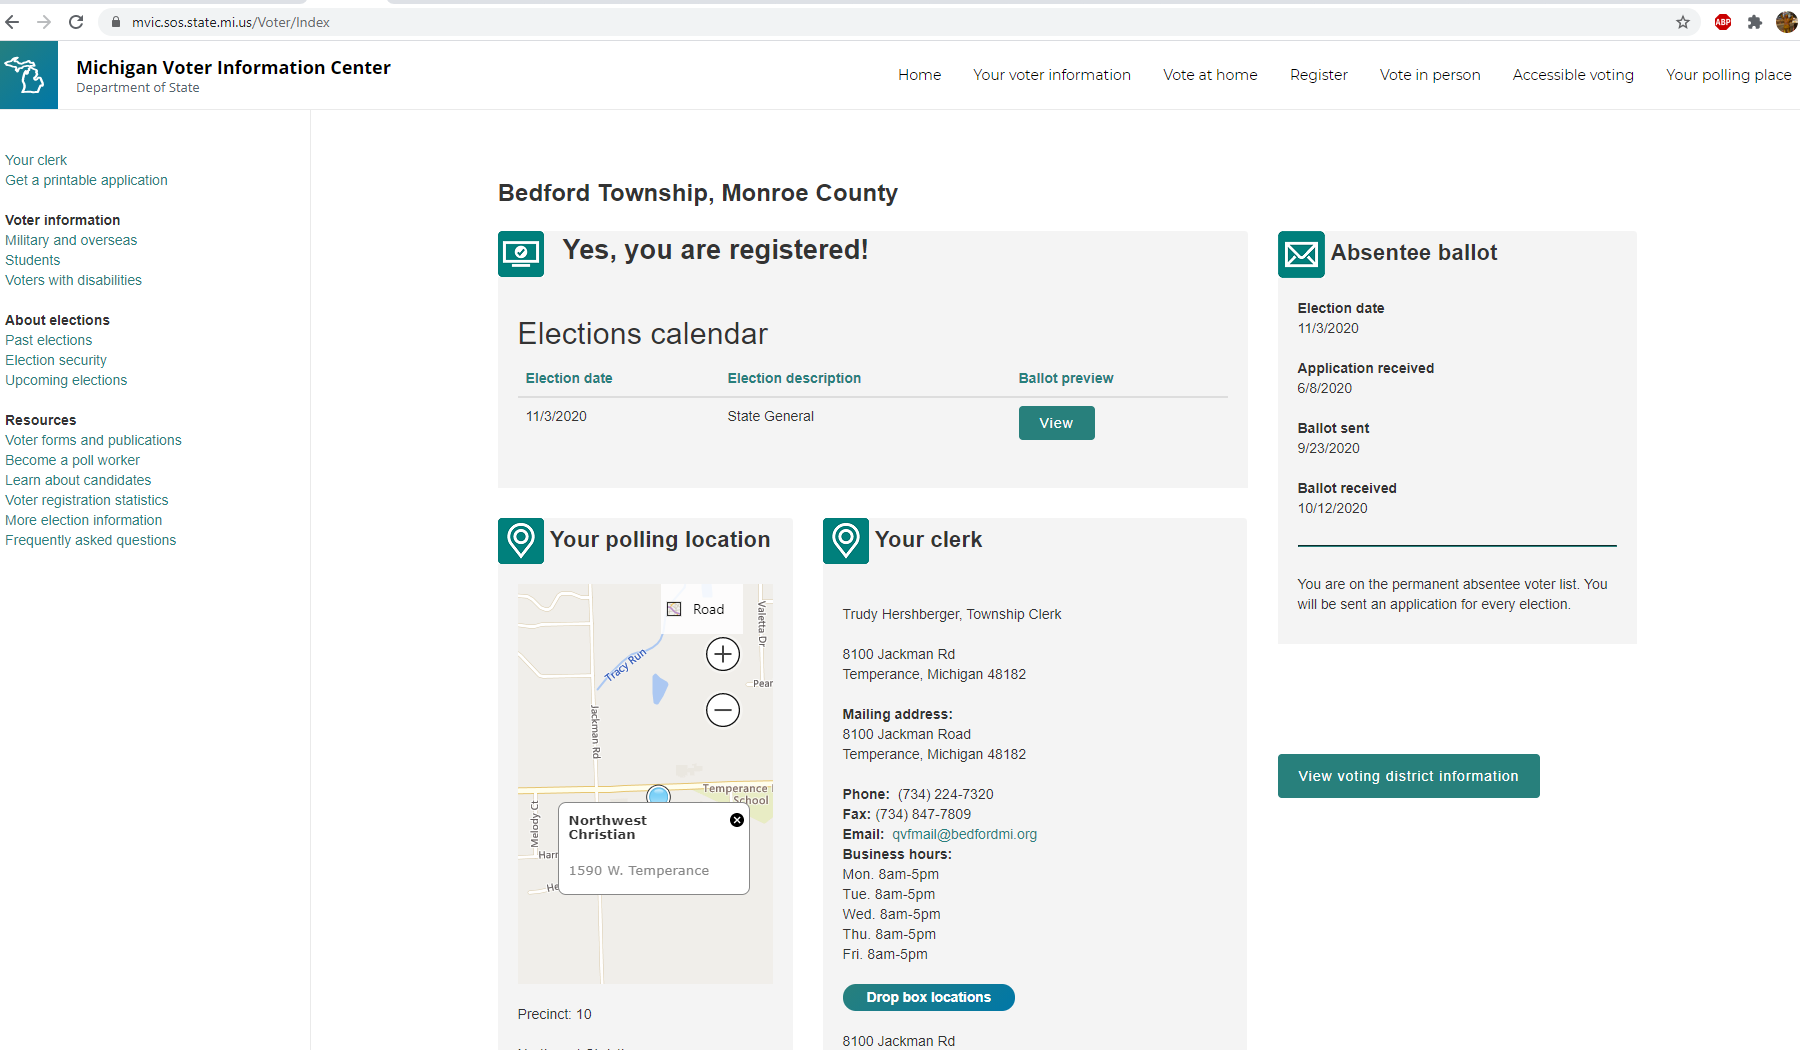 mvic.sos.state.mi.us/Voter/Index
ABP
Michigan Voter Information Center
Department of State
Home
Your voter information
Vote at home
Register
Vote in person
Accessible voting
Your polling place
Your clerk
Get a printable application
Voter information
Military and overseas
Students
Voters with disabilities
About elections
Past elections
Election security
Upcoming elections
Resources
Voter forms and publications
Become a poll worker
Learn about candidates
Voter registration statistics
More election information
Frequently asked questions
Bedford Township, Monroe County
Yes, you are registered!
Elections calendar
Election date Election description Ballot preview
11/3/2020 State General View
Absentee ballot
Election date
11/3/2020
Application received
6/8/2020
Ballot sent
9/23/2020
Ballot received
10/12/2020
You are on the permanent absentee voter list. You
will be sent an application for every election.
View voting district information
Your polling location
Road
Valetta Dr
Tracy Run
Pear
Jackman Rd
Temperance
School
Melody Ct
Harr
He
Northwest
Christian
1590 W. Temperance
Precinct: 10
Your clerk
Trudy Hershberger, Township Clerk
8100 Jackman Rd
Temperance, Michigan 48182
Mailing address:
8100 Jackman Road
Temperance, Michigan 48182
Phone: (734) 224-7320
Fax: (734) 847-7809
Email: qvfmail@bedfordmi.org
Business hours:
Mon. 8am-5pm
Tue. 8am-5pm
Wed. 8am-5pm
Thu. 8am-5pm
Fri. 8am-5pm
Drop box locations
8100 Jackman Rd